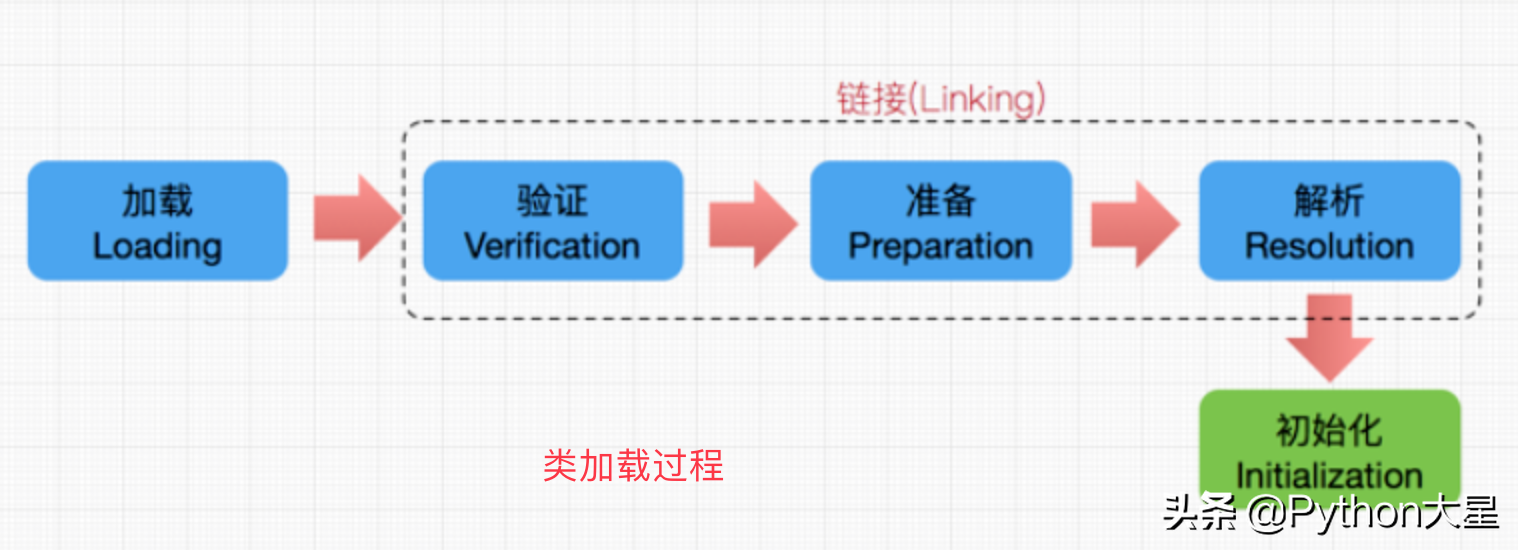 链接(Linking)
加载
Loading
验证
Verification
准备
Preparation
解析
Resolution
初始化
Initialization
类加载过程
头条 @Python大星